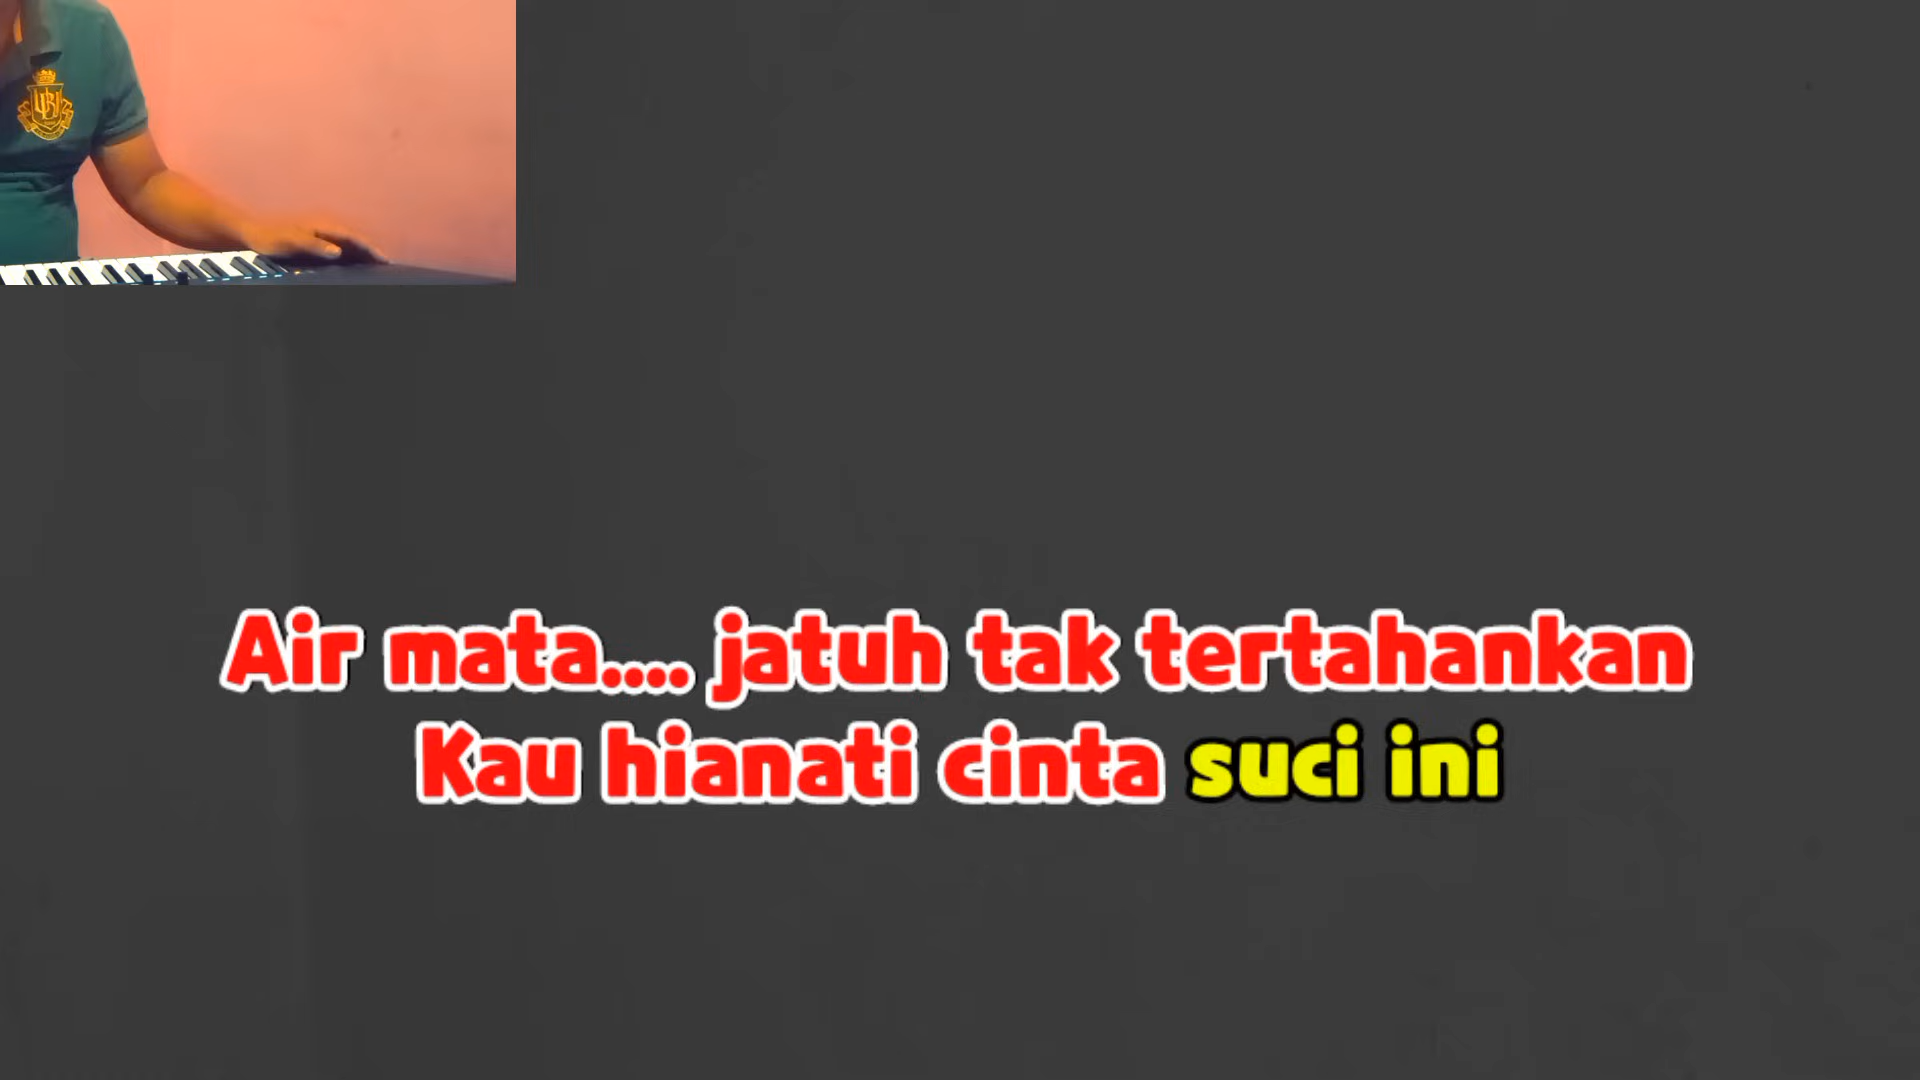 Air mata.... jatuh tak tertahankan
Kau hianati cinta suci ini